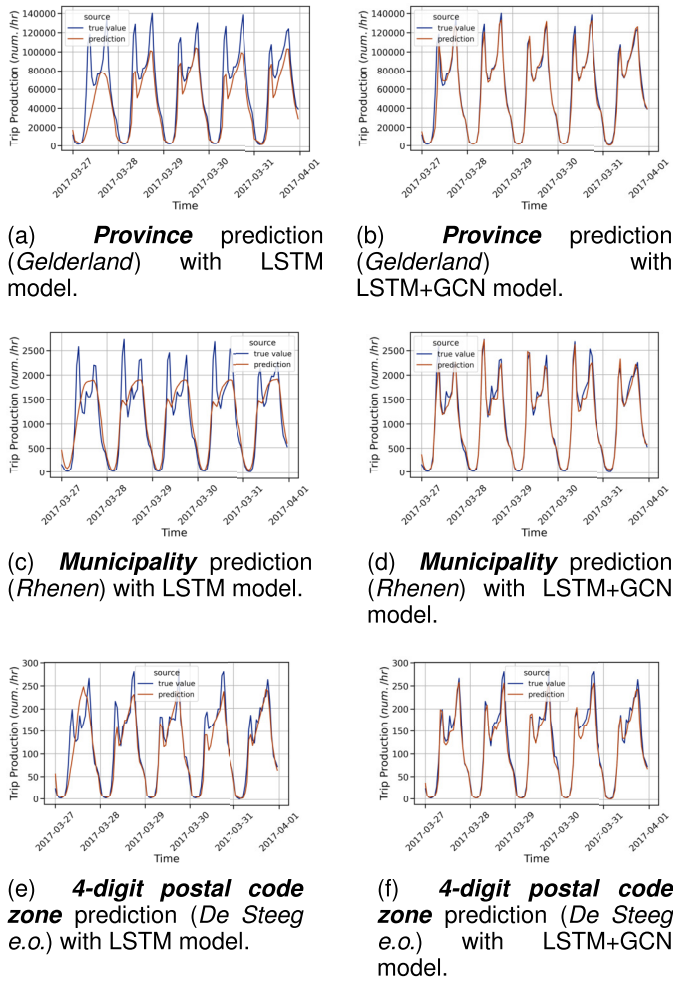 source
true value
prediction
140000
120000
100000
80000
60000
40000
20000
0
Trip Production (num. /hr)
2017-03-27
2017-03-28
2017-03-29
2017-03-30
2017-03-31
2017-04-01
Time
source
true value
prediction
140000
120000
100000
80000
60000
40000
20000
0
Trip Production (num. /hr)
2017-03-27
2017-03-28
2017-03-29
2017-03-30
2017-03-31
2017-04-01
Time
(a) Province prediction
(Gelderland) with LSTM
model.
(b) Province prediction
(Gelderland) with
LSTM+GCN model.
source
true value
prediction
2500
2000
1500
1000
500
0
Trip Production (num. /hr)
2017-03-27
2017-03-28
2017-03-29
2017-03-30
2017-03-31
2017-04-01
Time
source
true value
prediction
2500
2000
1500
1000
500
0
Trip Production (num. /hr)
2017-03-27
2017-03-28
2017-03-29
2017-03-30
2017-03-31
2017-04-01
Time
(c) Municipality prediction
(Rhenen) with LSTM model.
(d) Municipality prediction
(Rhenen) with LSTM+GCN
model.
source
true value
prediction
300
250
200
150
100
50
0
Trip Production (num. /hr)
2017-03-27
2017-03-28
2017-03-29
2017-03-30
2017-03-31
2017-04-01
Time
source
true value
prediction
300
250
200
150
100
50
0
Trip Production (num. /hr)
2017-03-27
2017-03-28
2017-03-29
2017-03-30
2017-03-31
2017-04-01
Time
(e) 4-digit postal code
zone prediction (De Steeg
e.o.) with LSTM model.
(f) 4-digit postal code
zone prediction (De Steeg
e.o.) with LSTM+GCN
model.